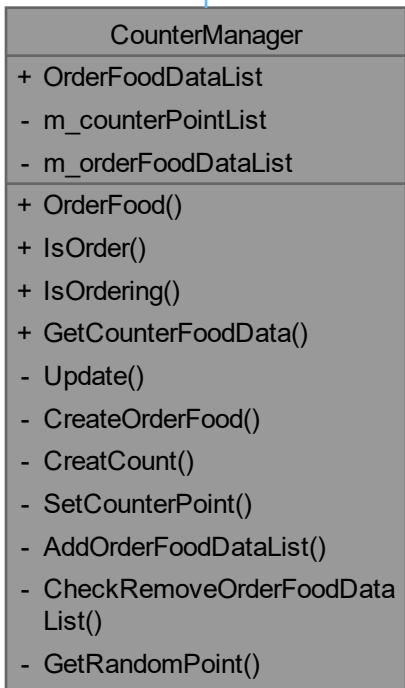 CounterManager
+ OrderFoodDataList
- m_counterPointList
- m_orderFoodDataList
+ OrderFood()
+ IsOrder()
+ IsOrdering()
+ GetCounterFoodData()
- Update()
- CreateOrderFood()
- CreatCount()
- SetCounterPoint()
- AddOrderFoodDataList()
- CheckRemoveOrderFoodData
List()
- GetRandomPoint()